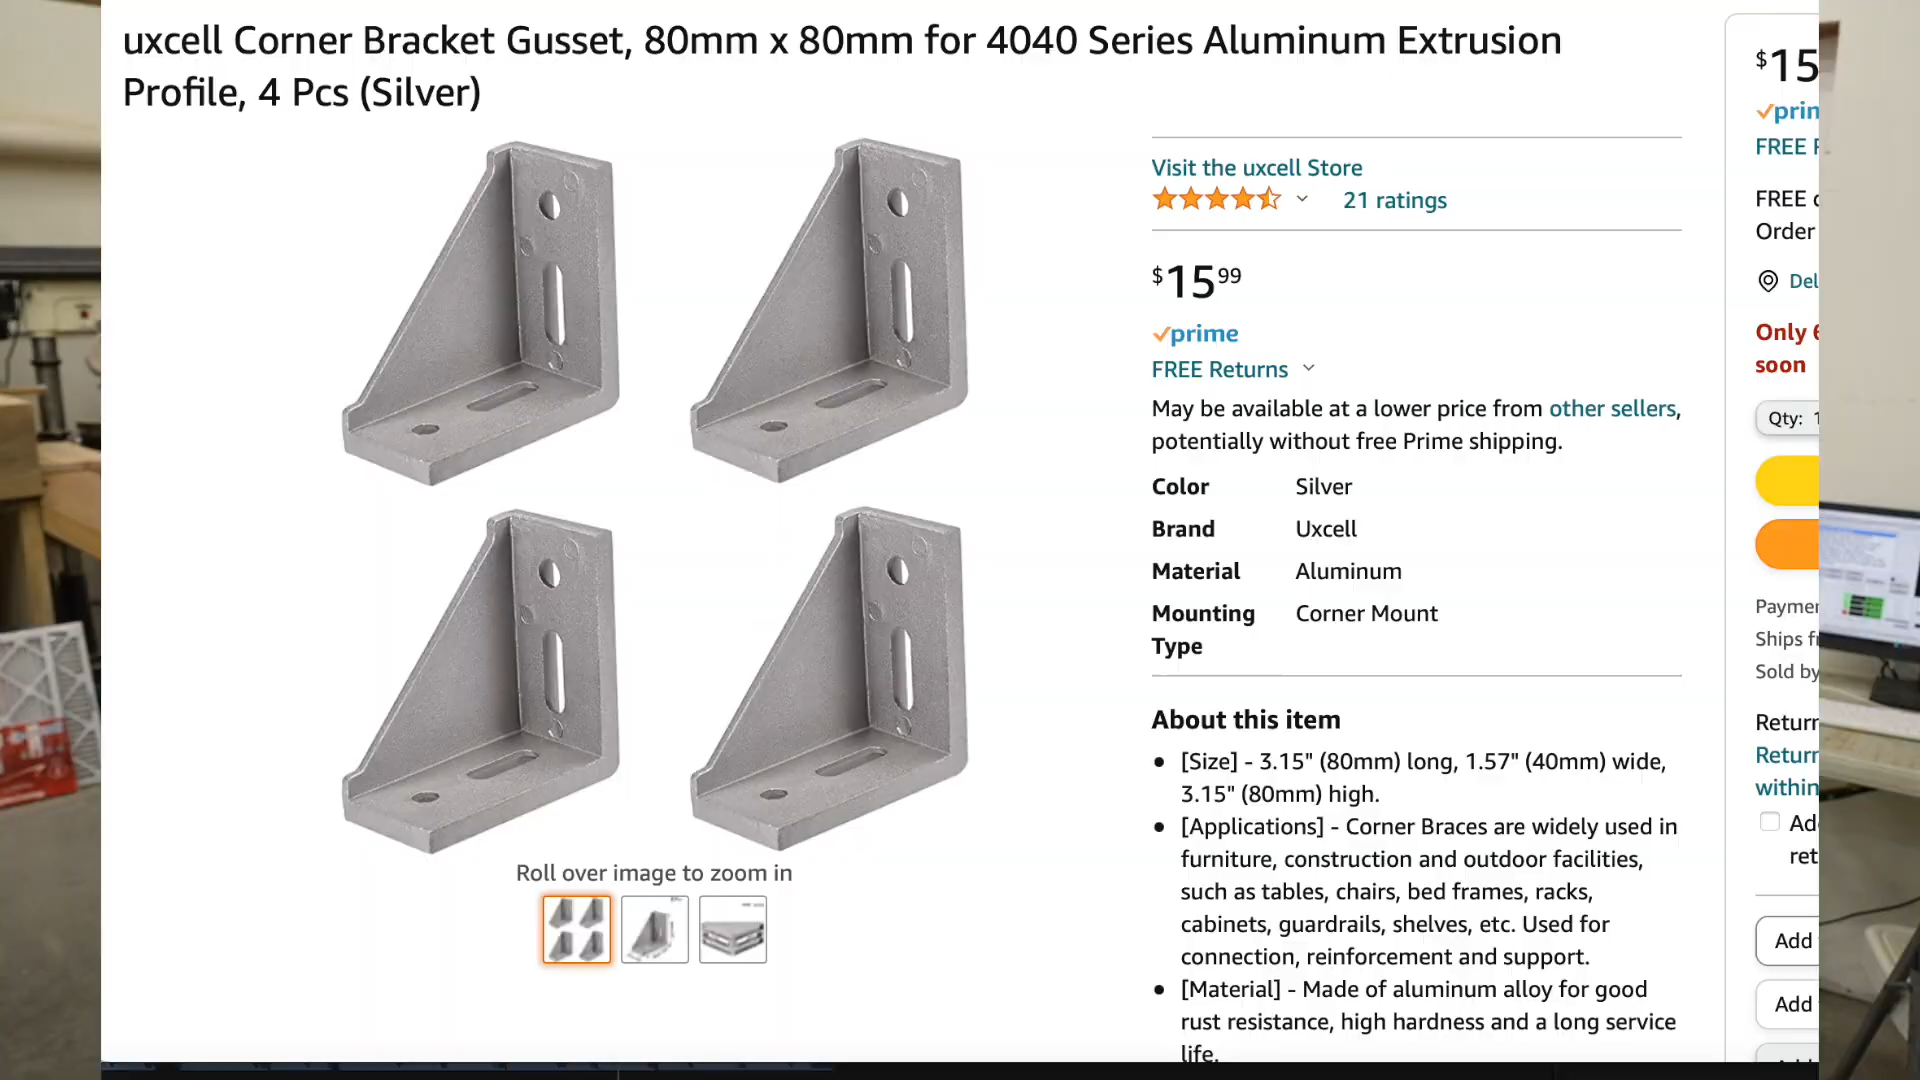 uxcell Corner Bracket Gusset, 80mm x 80mm for 4040 Series Aluminum Extrusion
Profile, 4 Pcs (Silver)
Roll over image to zoom in
Visit the uxcell Store
21 ratings
$15.99
prime
FREE Returns
May be available at a lower price from other sellers,
potentially without free Prime shipping.
Color Silver
Brand Uxcell
Material Aluminum
Mounting Corner Mount
Type
About this item
[Size] - 3.15" (80mm) long, 1.57" (40mm) wide,
3.15" (80mm) high.
[Applications] - Corner Braces are widely used in
furniture, construction and outdoor facilities,
such as tables, chairs, bed frames, racks,
cabinets, guardrails, shelves, etc. Used for
connection, reinforcement and support.
[Material] - Made of aluminum alloy for good
rust resistance, high hardness and a long service
life.
$15
FREE
FREE
Order
Only
soon
Qty:
Ships
Sold by
Add
Add